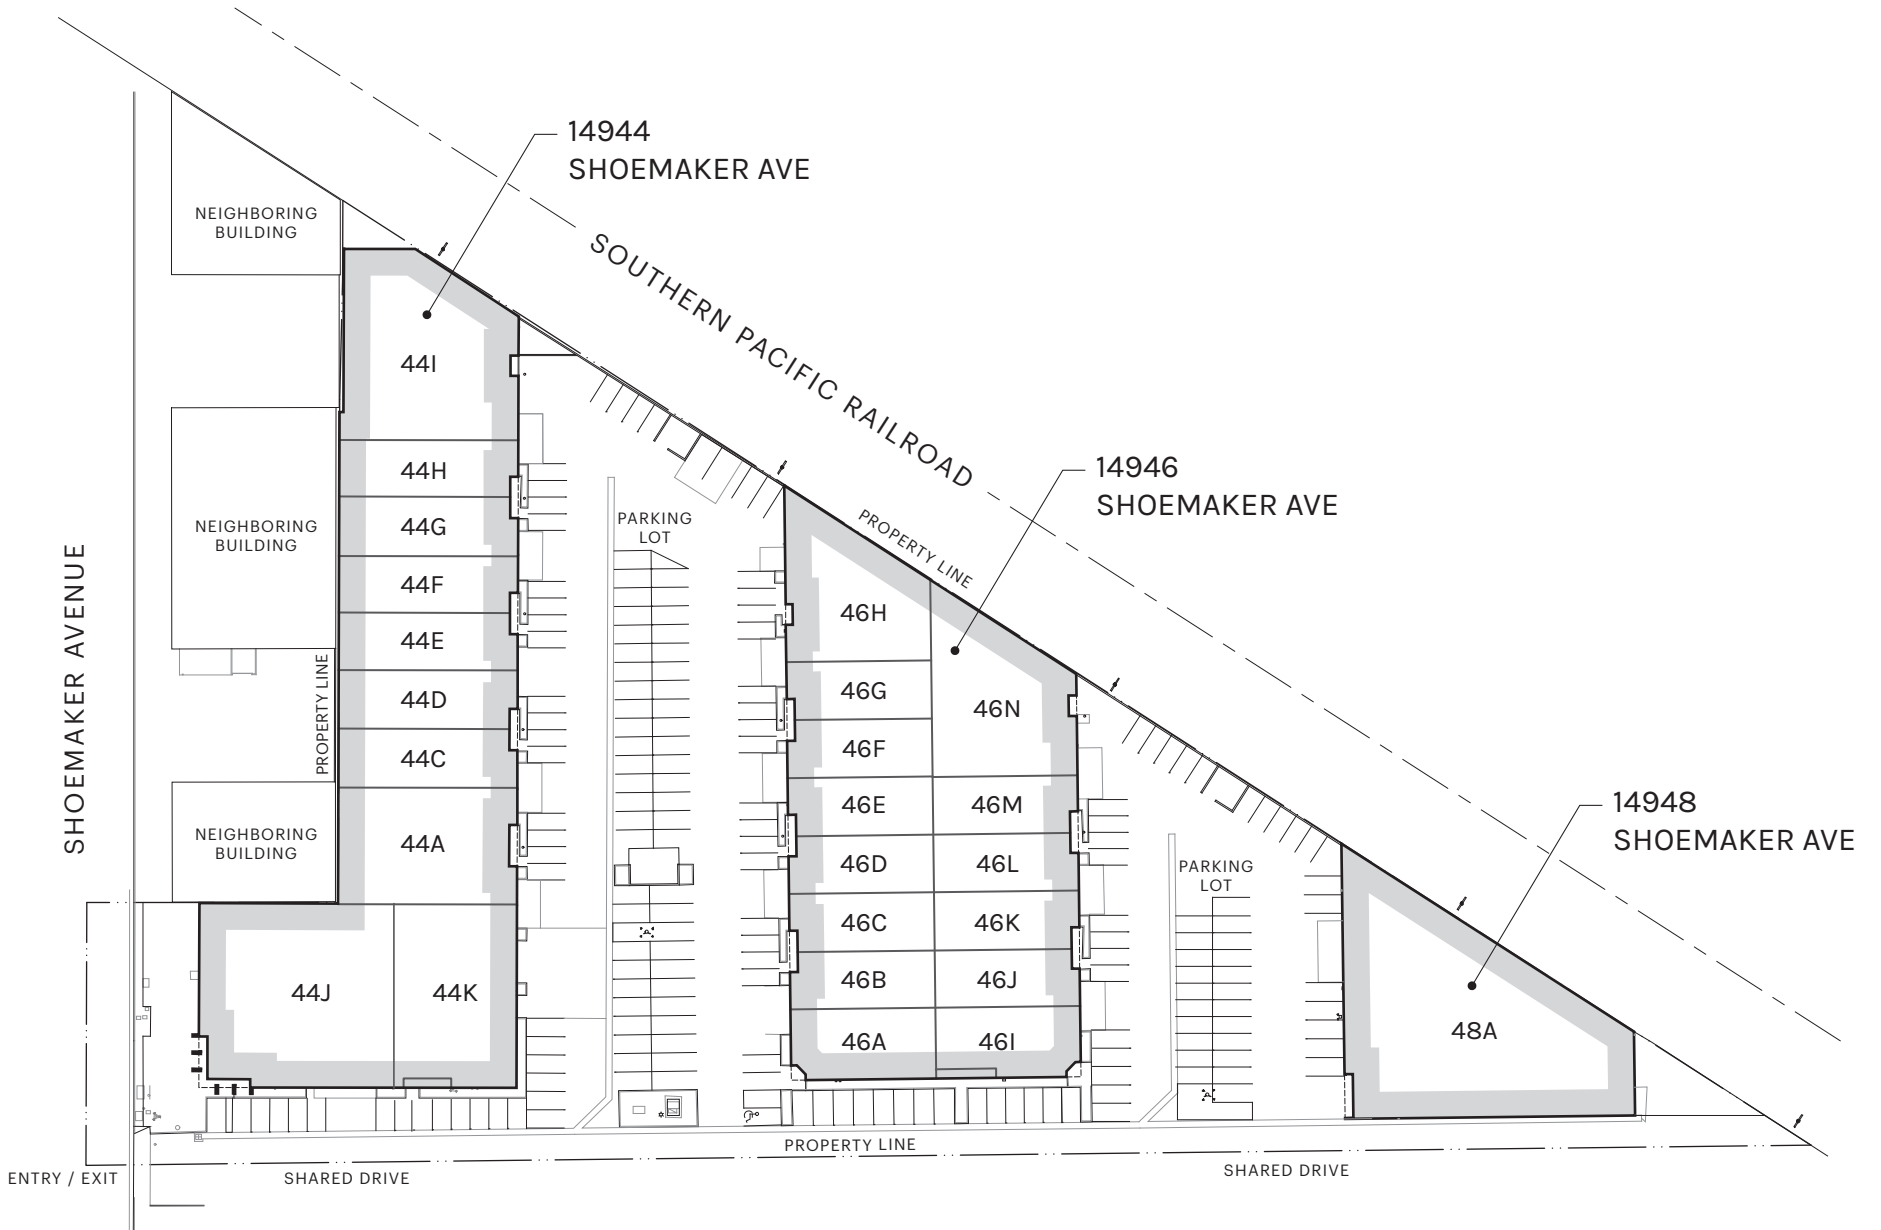 14944
SHOEMAKER AVE
NEIGHBORING
BUILDING
SOUTHERN PACIFIC RAILROAD
44I
14946
SHOEMAKER AVE
44H
NEIGHBORING
BUILDING
44G
PARKING
LOT
PROPERTY LINE
44F
46H
SHOEMAKER AVENUE
44E
PROPERTY LINE
44D
46G
46N
44C
46F
14948
SHOEMAKER AVE
NEIGHBORING
BUILDING
44A
46E
46M
46D
46L
PARKING
LOT
46C
46K
44J
44K
46B
46J
46A
46I
48A
PROPERTY LINE
ENTRY / EXIT
SHARED DRIVE
SHARED DRIVE